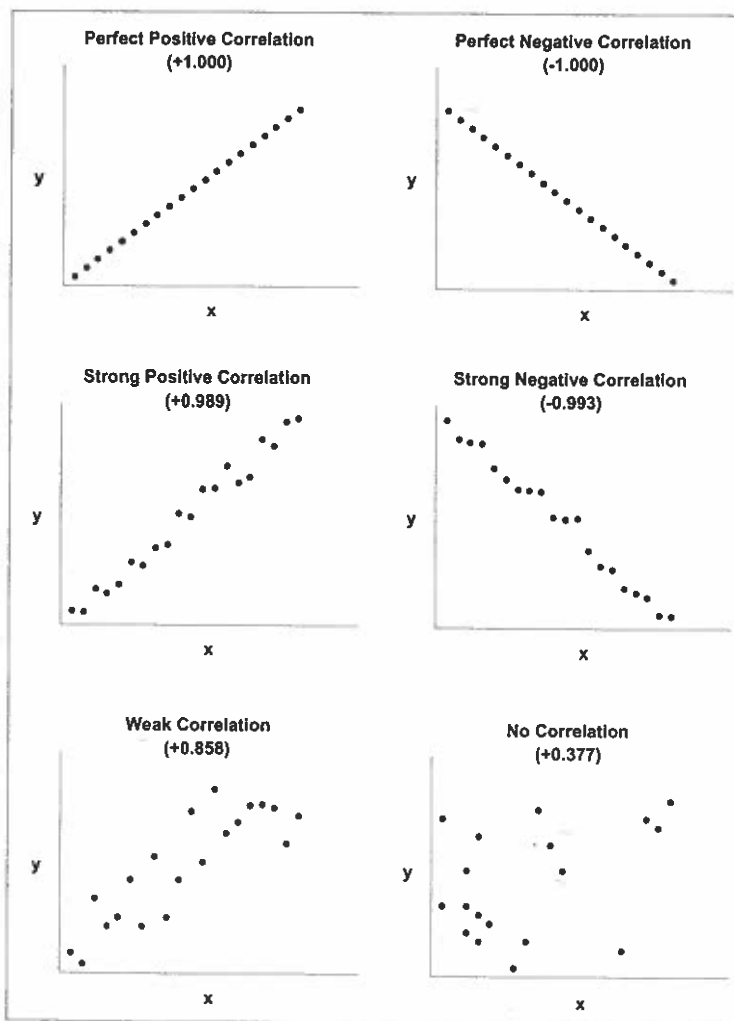 Perfect Positive Correlation
(+1.000)
y
x
Perfect Negative Correlation
(-1.000)
y
x
Strong Positive Correlation
(+0.989)
y
x
Strong Negative Correlation
(-0.993)
y
x
Weak Correlation
(+0.858)
y
x
No Correlation
(+0.377)
y
x